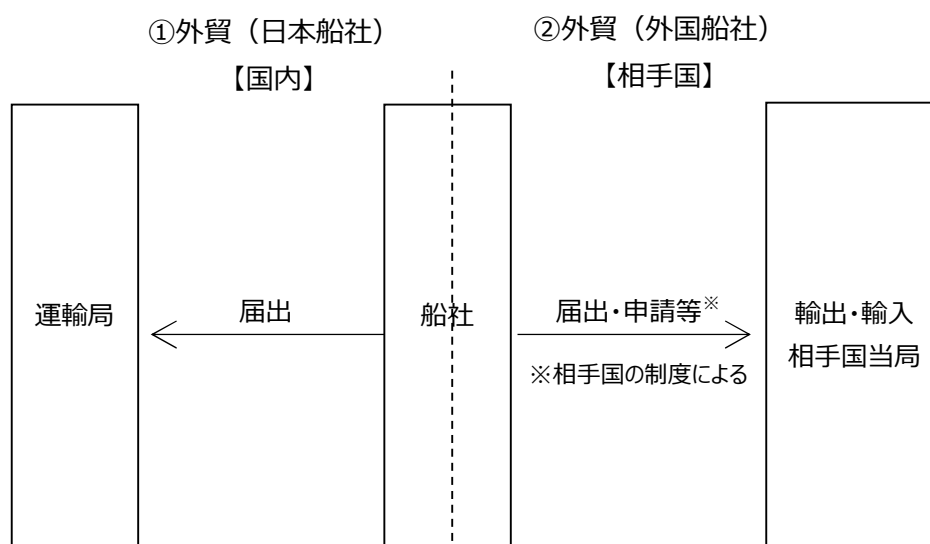 ①外貿（日本船社）
【国内】
②外貿（外国船社）
【相手国】
運輸局
届出
船社
届出・申請等※
※相手国の制度による
輸出・輸入
相手国当局